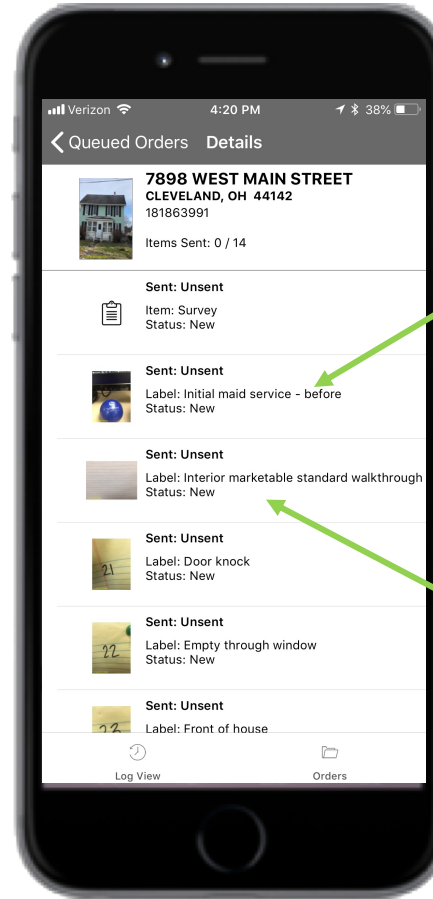 Verizon 4:20 PM 38%
Queued Orders Details
7898 WEST MAIN STREET
CLEVELAND, OH 44142
181863991
Items Sent: 0 / 14
Sent: Unsent
Item: Survey
Status: New
Sent: Unsent
Label: Initial maid service - before
Status: New
Sent: Unsent
Label: Interior marketable standard walkthrough
Status: New
Sent: Unsent
Label: Door knock
Status: New
21
Sent: Unsent
Label: Empty through window
Status: New
22
Sent: Unsent
Label: Front of house
23
Log View Orders